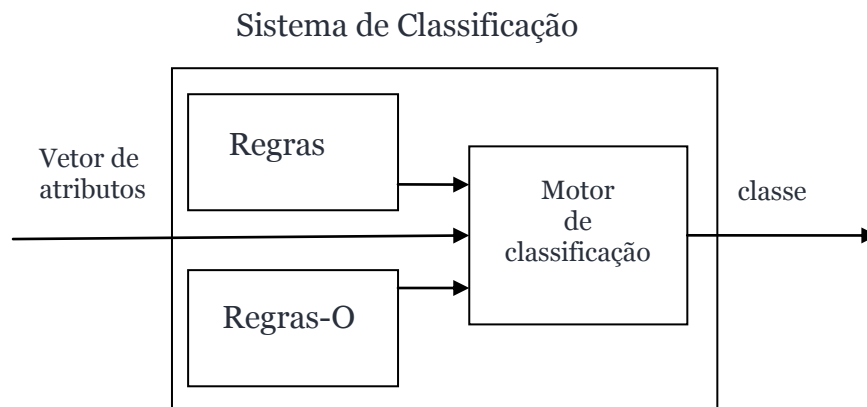 Sistema de Classificação
Vetor de
atributos
Regras
Motor
de
classificação
classe
Regras-O